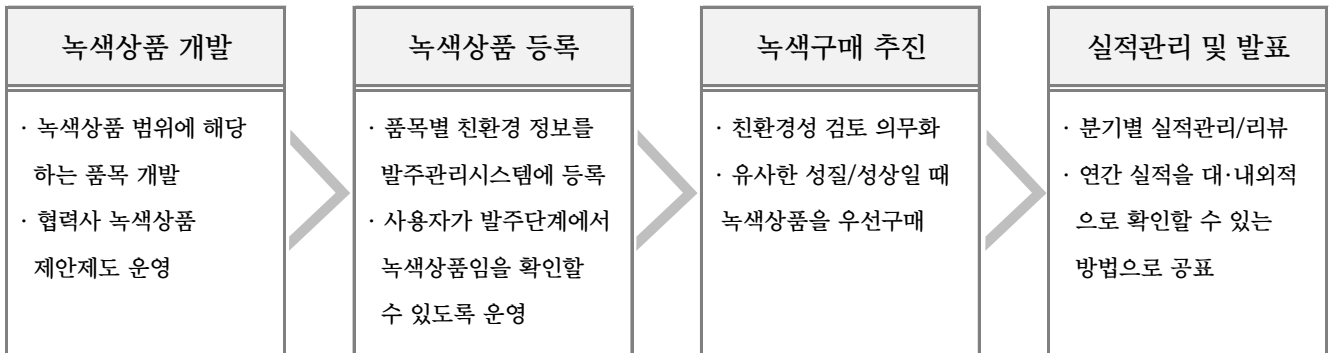 녹색상품 개발
· 녹색상품 범위에 해당
하는 품목 개발
· 협력사 녹색상품
제안제도 운영
녹색상품 등록
· 품목별 친환경 정보를
발주관리시스템에 등록
· 사용자가 발주단계에서
녹색상품임을 확인할
수 있도록 운영
녹색구매 추진
· 친환경성 검토 의무화
· 유사한 성질/성상일 때
녹색상품을 우선구매
실적관리 및 발표
· 분기별 실적관리/리뷰
· 연간 실적을 대·내외적
으로 확인할 수 있는
방법으로 공표